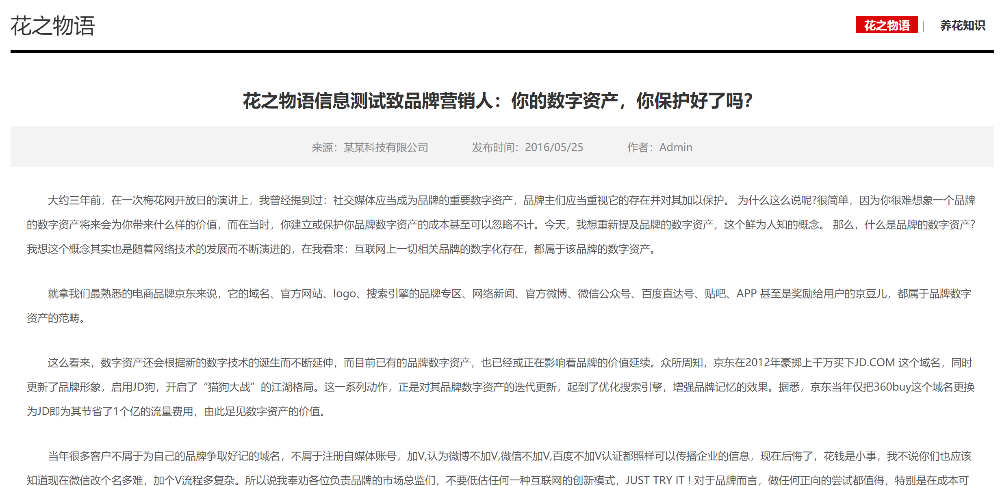 花之物语
花之物语 | 养花知识
花之物语信息测试致品牌营销人：你的数字资产，你保护好了吗？
来源：某某科技有限公司 发布时间：2016/05/25 作者：Admin
大约三年前，在一次梅花网开放日的演讲上，我曾经提到过：社交媒体应当成为品牌的重要数字资产，品牌主们应当重视它的存在并对其加以保护。 为什么这么说呢?很简单，因为你很难想象一个品牌
的数字资产将来会为你带来什么样的价值，而在当时，你建立或保护你品牌数字资产的成本甚至可以忽略不计。今天，我想重新提及品牌的数字资产，这个鲜为人知的概念。 那么，什么是品牌的数字资产?
我想这个概念其实也是随着网络技术的发展而不断演进的，在我看来：互联网上一切相关品牌的数字化存在，都属于该品牌的数字资产。
就拿我们最熟悉的电商品牌京东来说，它的域名、官方网站、logo、搜索引擎的品牌专区、网络新闻、官方微博、微信公众号、百度直达号、贴吧、APP 甚至是奖励给用户的京豆儿，都属于品牌数字
资产的范畴。
这么看来，数字资产还会根据新的数字技术的诞生而不断延伸，而目前已有的品牌数字资产，也已经或正在影响着品牌的价值延续。众所周知，京东在2012年豪掷上千万买下JD.COM 这个域名，同时
更新了品牌形象，启用JD狗，开启了“猫狗大战”的江湖格局。这一系列动作，正是对其品牌数字资产的迭代更新，起到了优化搜索引擎，增强品牌记忆的效果。据悉，京东当年仅把360buy这个域名更换
为JD即为其节省了1个亿的流量费用，由此足见数字资产的价值。
当年很多客户不屑于为自己的品牌争取好记的域名，不屑于注册自媒体账号，加V,认为微博不加V,微信不加V,百度不加V认证都照样可以传播企业的信息，现在后悔了，花钱是小事，我不说你们也应该
知道现在微信改个名多难，加个V流程多复杂。所以说我奉劝各位负责品牌的市场总监们，不要低估任何一种互联网的创新模式，JUST TRY IT ! 对于品牌而言，做任何正向的尝试都值得，特别是在成本可